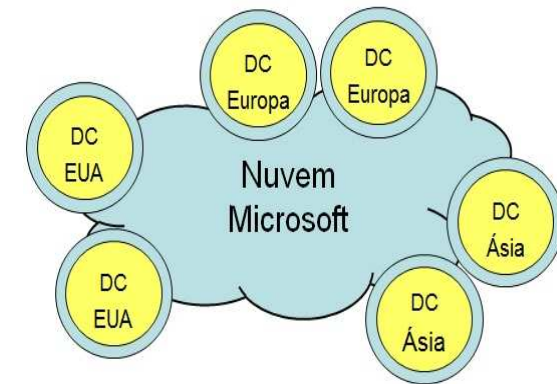 DC
Europa
DC
Europa
DC
EUA
Nuvem
Microsoft
DC
Ásia
DC
EUA
DC
Ásia